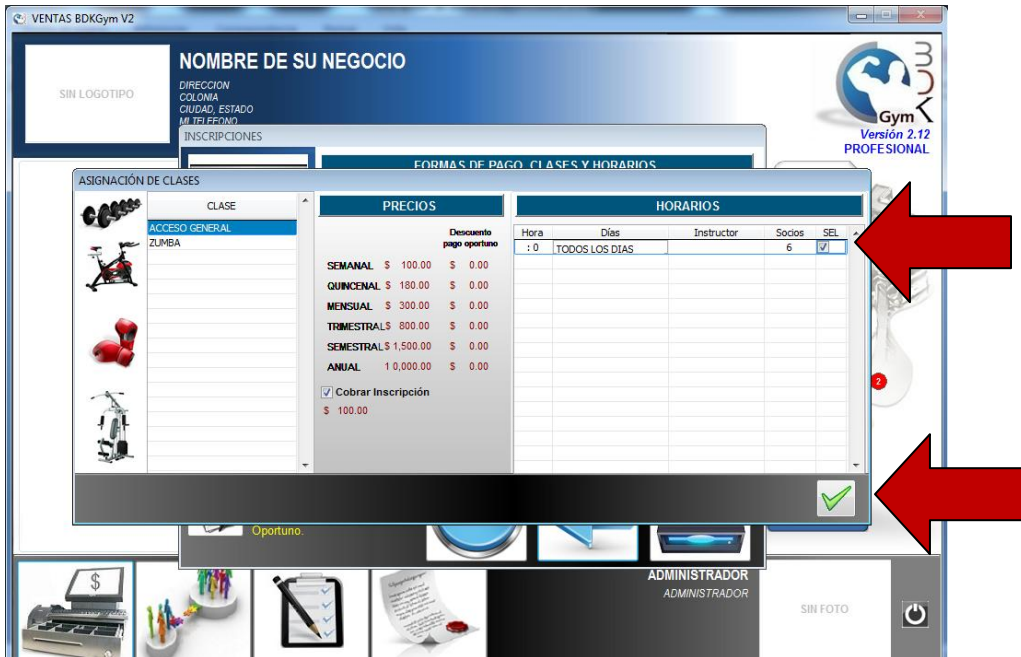 VENTAS BDKGym V2
SIN LOGOTIPO
NOMBRE DE SU NEGOCIO
DIRECCION
COLONIA
CIUDAD, ESTADO
MI TELEFONO
BDK
Gym
Versión 2.12
PROFESIONAL
INSCRIPCIONES
FORMAS DE PAGO, CLASES Y HORARIOS
ASIGNACIÓN DE CLASES
CLASE
ACCESO GENERAL
ZUMBA
PRECIOS
Descuento
pago oportuno
SEMANAL $ 100.00 $ 0.00
QUINCENAL $ 180.00 $ 0.00
MENSUAL $ 300.00 $ 0.00
TRIMESTRAL $ 800.00 $ 0.00
SEMESTRAL $ 1,500.00 $ 0.00
ANUAL 1 0,000.00 $ 0.00
Cobrar Inscripción
$ 100.00
HORARIOS
Hora Días Instructor Socios SEL
: 0 TODOS LOS DIAS 6
2
Oportuno.
$
ADMINISTRADOR
ADMINISTRADOR
SIN FOTO